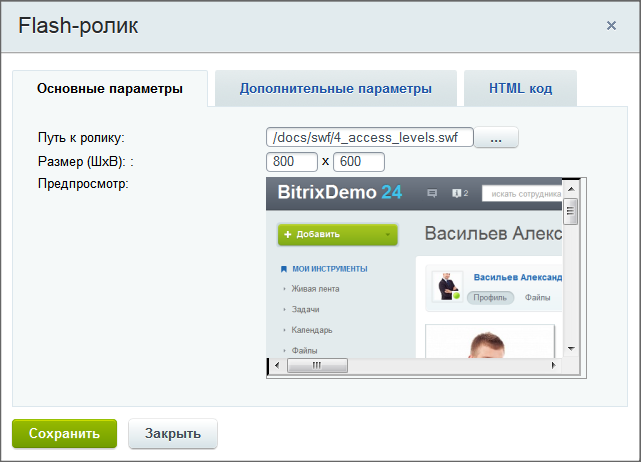 Flash-ролик
Основные параметры
Дополнительные параметры
HTML код
Путь к ролику: /docs/swf/4_access_levels.swf ...
Размер (ШхВ): : 800 x 600
Предпросмотр:
BitrixDemo 24 2 искать сотрудника
Добавить
Васильев Алекс
МОИ ИНСТРУМЕНТЫ
Живая лента
Задачи
Календарь
Файлы
Васильев Александ
Профиль Файлы
Сохранить
Закрыть